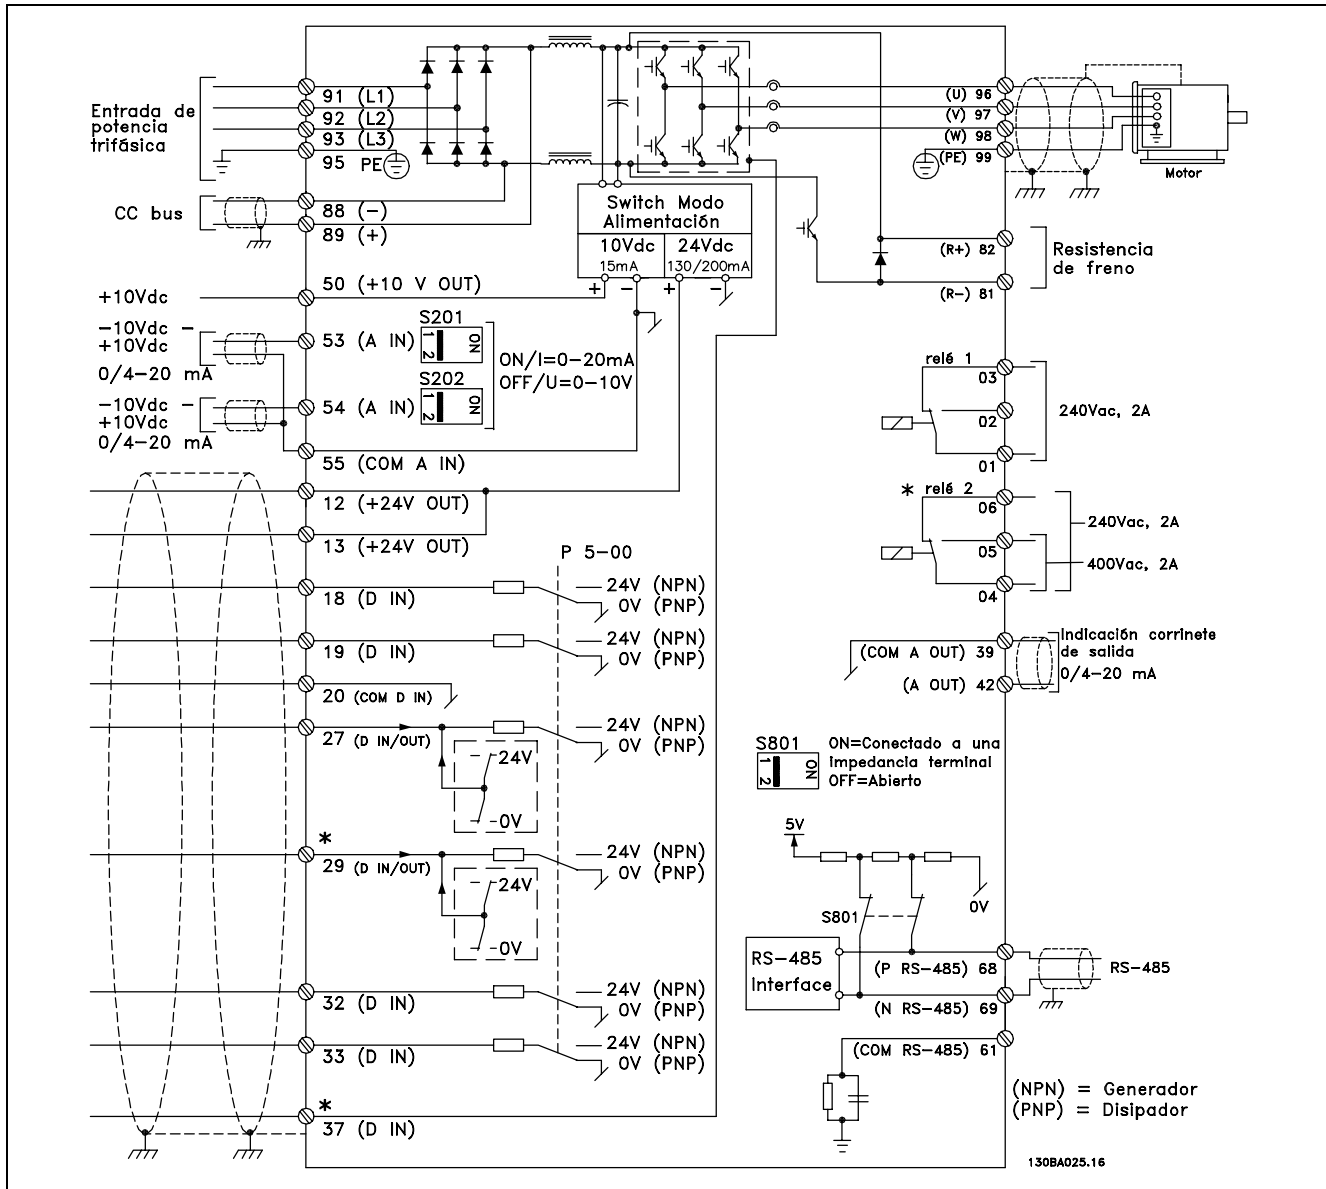 Entrada de
potencia
trifásica
91 (L1)
92 (L2)
93 (L3)
95 PE
CC bus
88 (-)
89 (+)
+10Vdc
50 (+10 V OUT)
-10Vdc -
+10Vdc
0/4-20 mA
53 (A IN)
S201
1 2
ON
-10Vdc -
+10Vdc
0/4-20 mA
54 (A IN)
S202
1 2
ON
ON/I=0-20mA
OFF/U=0-10V
55 (COM A IN)
12 (+24V OUT)
13 (+24V OUT)
P 5-00
18 (D IN)
24V (NPN)
0V (PNP)
19 (D IN)
24V (NPN)
0V (PNP)
20 (COM D IN)
27 (D IN/OUT)
24V (NPN)
0V (PNP)
24V
0V
*
29 (D IN/OUT)
24V (NPN)
0V (PNP)
24V
0V
32 (D IN)
24V (NPN)
0V (PNP)
33 (D IN)
24V (NPN)
0V (PNP)
*
37 (D IN)
Switch Modo
Alimentación
10Vdc
15mA
24Vdc
130/200mA
+ - + -
(U) 96
(V) 97
(W) 98
(PE) 99
Motor
(R+) 82
Resistencia
de freno
(R-) 81
relé 1
03
02
01
240Vac, 2A
* relé 2
06
05
04
240Vac, 2A
400Vac, 2A
(COM A OUT) 39
(A OUT) 42
Indicación corrinete
de salida
0/4-20 mA
S801
1 2
ON
ON=Conectado a una
impedancia terminal
OFF=Abierto
5V
0V
S801
RS-485
Interface
(P RS-485) 68
(N RS-485) 69
RS-485
(COM RS-485) 61
(NPN) = Generador
(PNP) = Disipador
130BA025.16